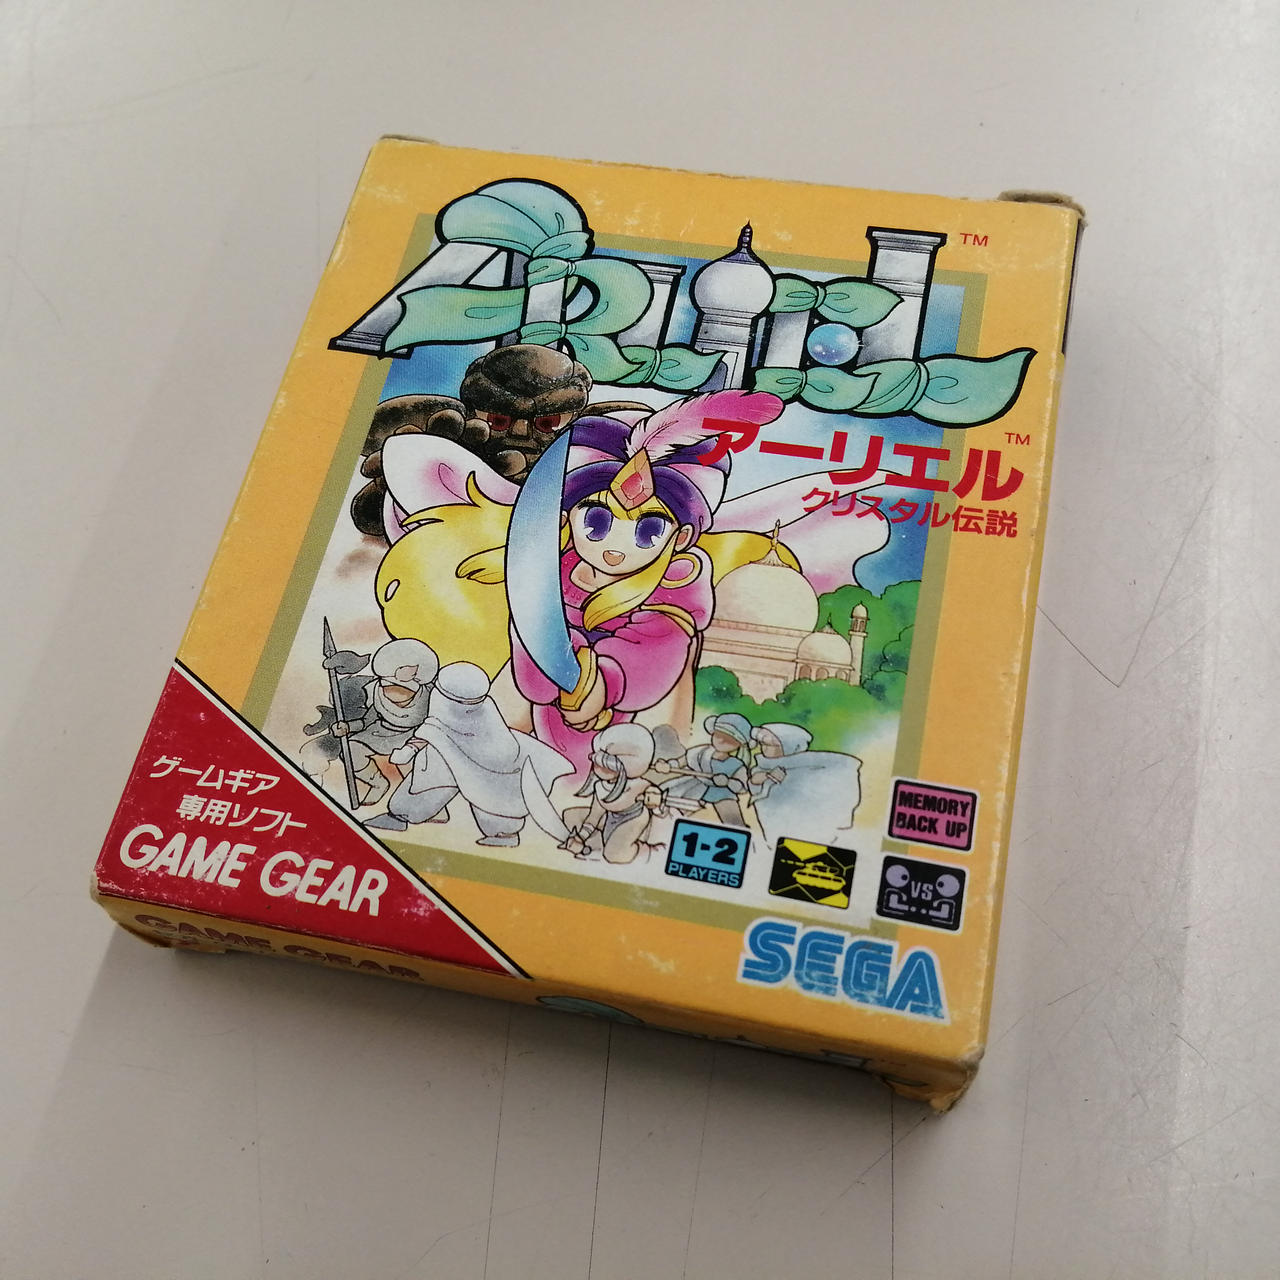 ARIEL
TM
アーリエル
TM
クリスタル伝説
MEMORY
BACK UP
1-2
PLAYERS
VS
ゲームギア
専用ソフト
GAME GEAR
SEGA
GAME GEAR